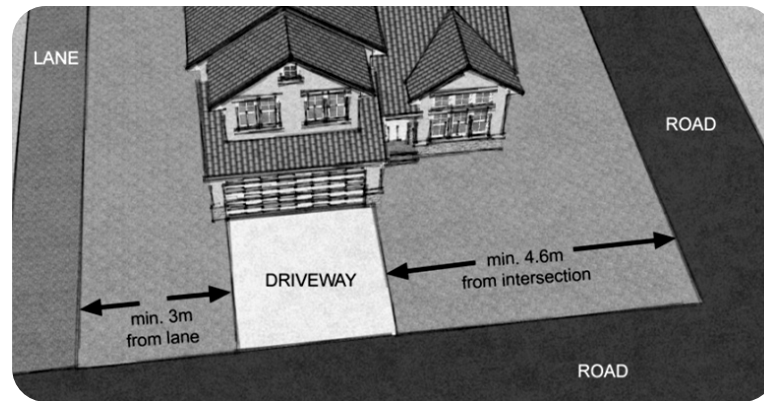 LANE
ROAD
min. 4.6m
from intersection
DRIVEWAY
min. 3m
from lane
ROAD